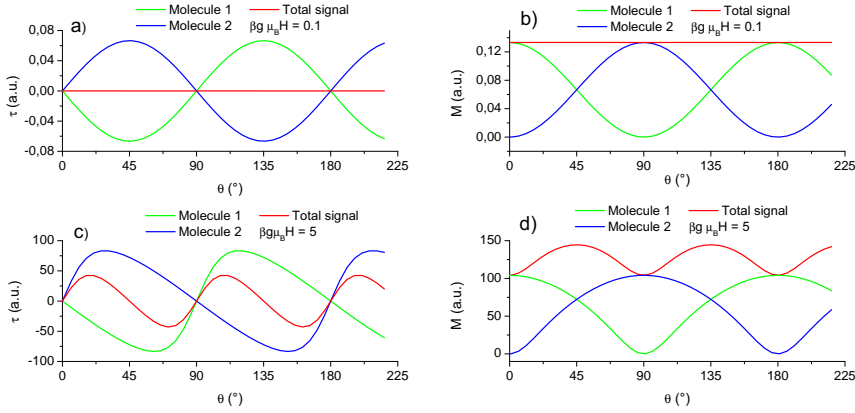 a)
Molecule 1
Total signal
Molecule 2
βg μBH = 0.1
0,08
0,04
0,00
-0,04
-0,08
τ (a.u.)
0 45 90 135 180 225
θ (°)
b)
Molecule 1
Total signal
Molecule 2
βg μBH = 0.1
0,12
0,08
0,04
0,00
M (a.u.)
0 45 90 135 180 225
θ (°)
c)
Molecule 1
Total signal
Molecule 2
βgμBH = 5
100
50
0
-50
-100
τ (a.u.)
0 45 90 135 180 225
θ (°)
d)
Molecule 1
Total signal
Molecule 2
βg μBH = 5
150
100
50
0
M (a.u.)
0 45 90 135 180 225
θ (°)